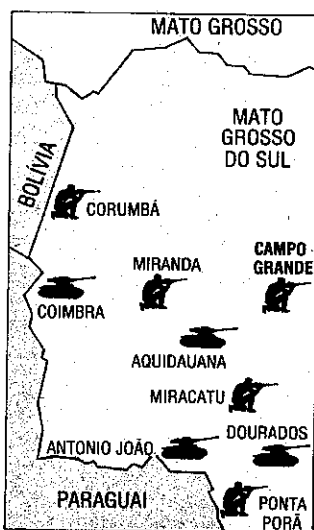 MATO GROSSO
MATO
GROSSO
DO SUL
BOLÍVIA
CORUMBÁ
MIRANDA
CAMPO
GRANDE
COIMBRA
AQUIDAUANA
MIRACATU
DOURADOS
ANTONIO JOÃO
PARAGUAI
PONTA
PORÃ